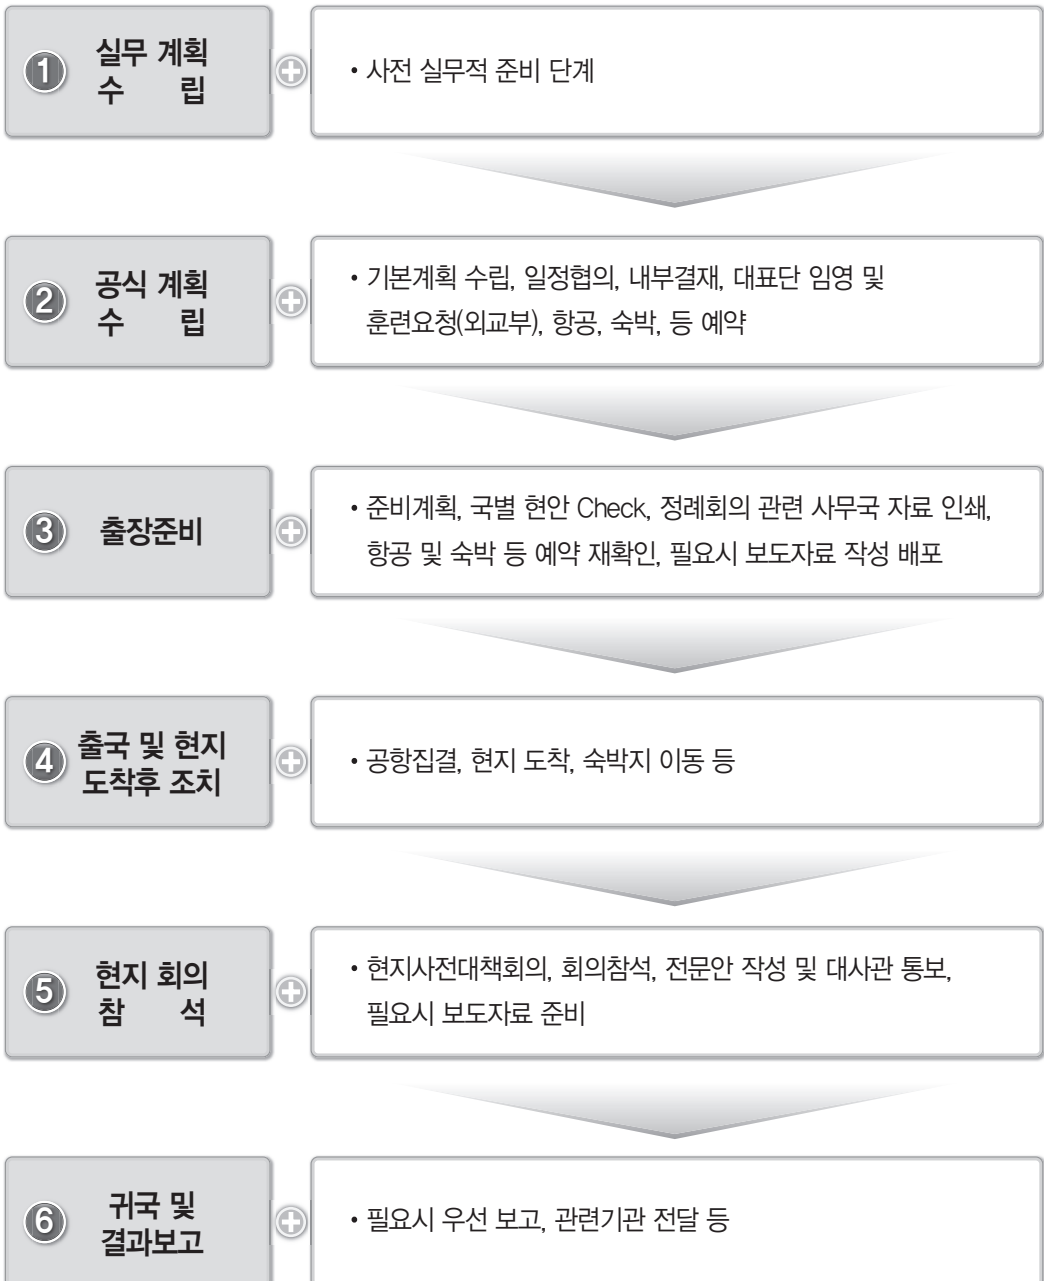 1 실무 계획
수 립
• 사전 실무적 준비 단계
2 공식 계획
수 립
• 기본계획 수립, 일정협의, 내부결재, 대표단 임영 및
훈련요청(외교부), 항공, 숙박, 등 예약
3 출장준비
• 준비계획, 국별 현안 Check, 정례회의 관련 사무국 자료 인쇄,
항공 및 숙박 등 예약 재확인, 필요시 보도자료 작성 배포
4 출국 및 현지
도착후 조치
• 공항집결, 현지 도착, 숙박지 이동 등
5 현지 회의
참 석
• 현지사전대책회의, 회의참석, 전문안 작성 및 대사관 통보,
필요시 보도자료 준비
6 귀국 및
결과보고
• 필요시 우선 보고, 관련기관 전달 등